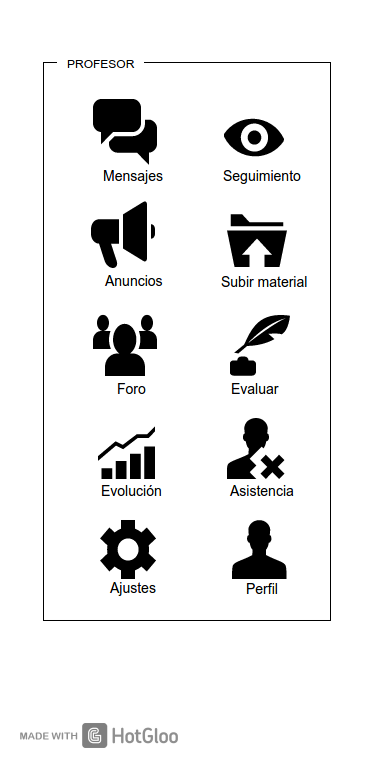 PROFESOR
Mensajes
Seguimiento
Anuncios
Subir material
Foro
Evaluar
Evolución
Asistencia
Ajustes
Perfil
MADE WITH HotGloo